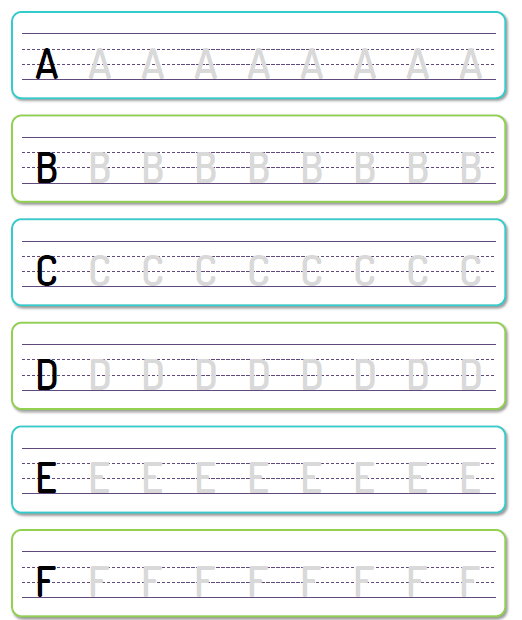 A A A A A A A A A
B B B B B B B B B
C C C C C C C C C
D D D D D D D D D
E E E E E E E E E
F F F F F F F F F